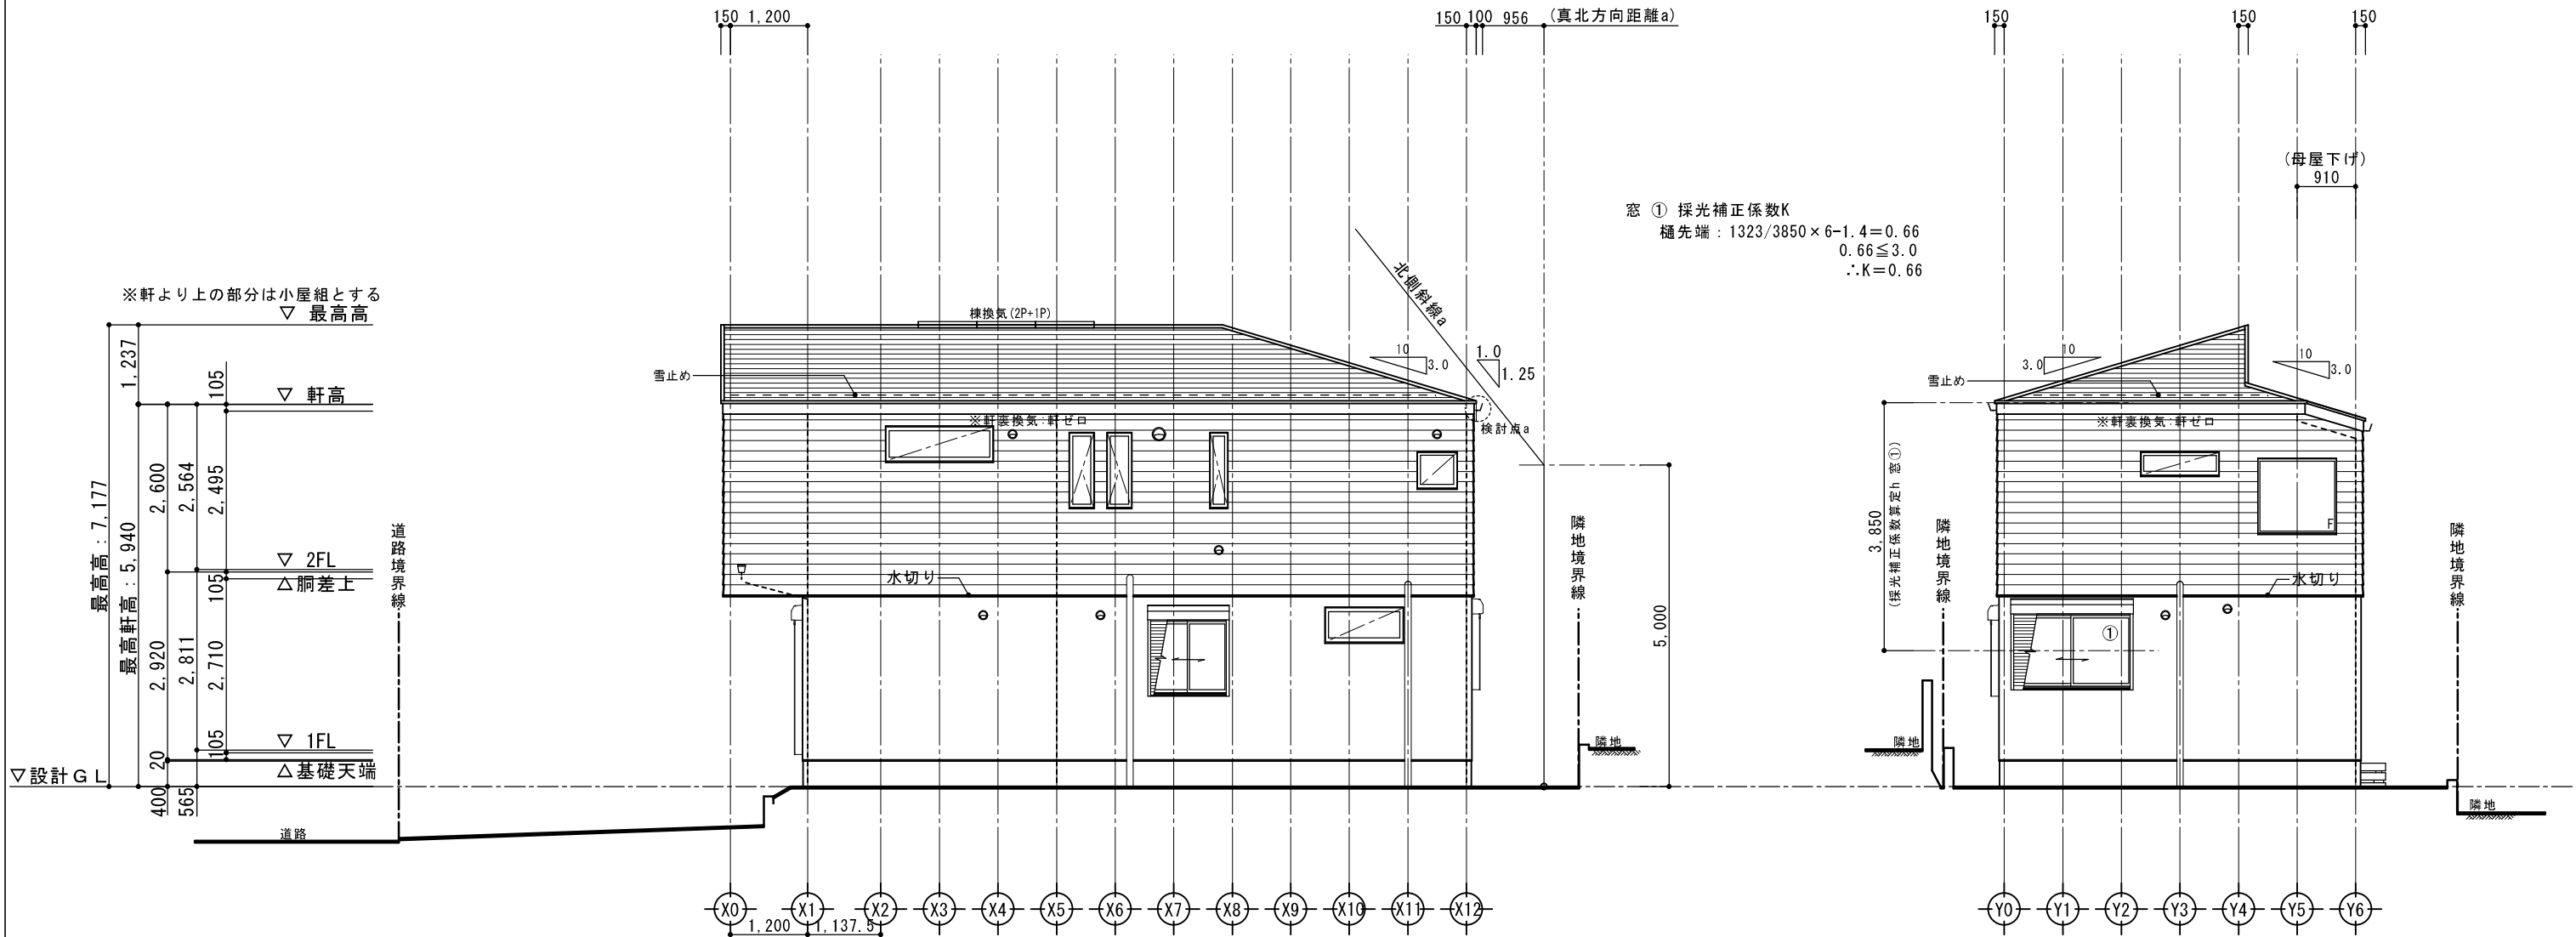 150 1,200
150 100 956 (真北方向距離a)
150
150
150
(母屋下げ)
910
窓 ① 採光補正係数K
樋先端：1323/3850×6-1.4=0.66
0.66≦3.0
∴K=0.66
※軒より上の部分は小屋組とする
▽ 最高高
▽ 軒高
▽ 2FL
△胴差上
▽ 1FL
△基礎天端
▽設計ＧＬ
最高高：7,177
1,237
最高軒高：5,940
2,600
2,920
20
400
2,564
2,811
565
105
2,495
105
2,710
105
道路境界線
道路
棟換気(2P+1P)
雪止め
※軒裏換気:軒ゼロ
水切り
北側斜線a
10
3.0
1.0
1.25
検討点a
5,000
隣地境界線
隣地
10
3.0
10
3.0
雪止め
※軒裏換気:軒ゼロ
F
水切り
①
3,850
(採光補正係数算定h 窓①)
隣地境界線
隣地
隣地境界線
隣地
X0 X1 X2 X3 X4 X5 X6 X7 X8 X9 X10 X11 X12
1,200 1,137.5
Y0 Y1 Y2 Y3 Y4 Y5 Y6